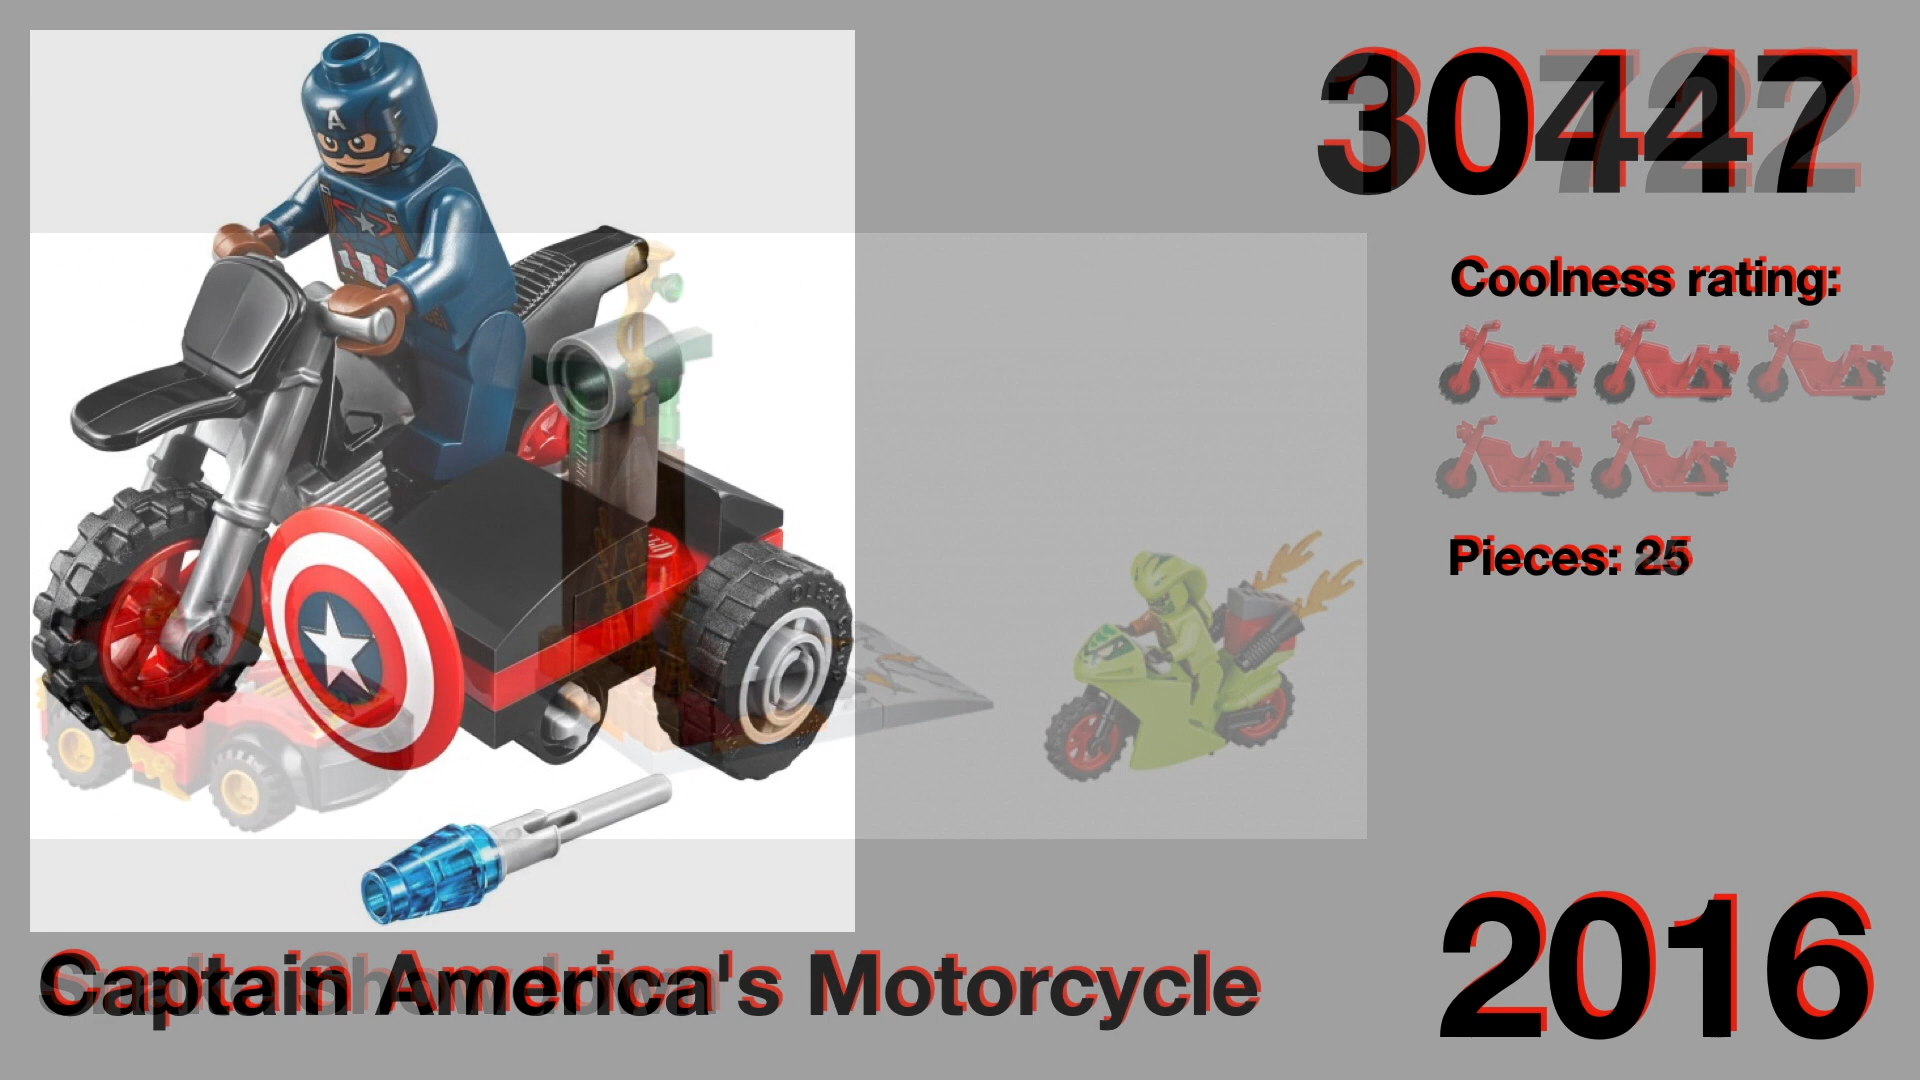 30447
Coolness rating:
Pieces: 25
Captain America's Motorcycle
2016
A